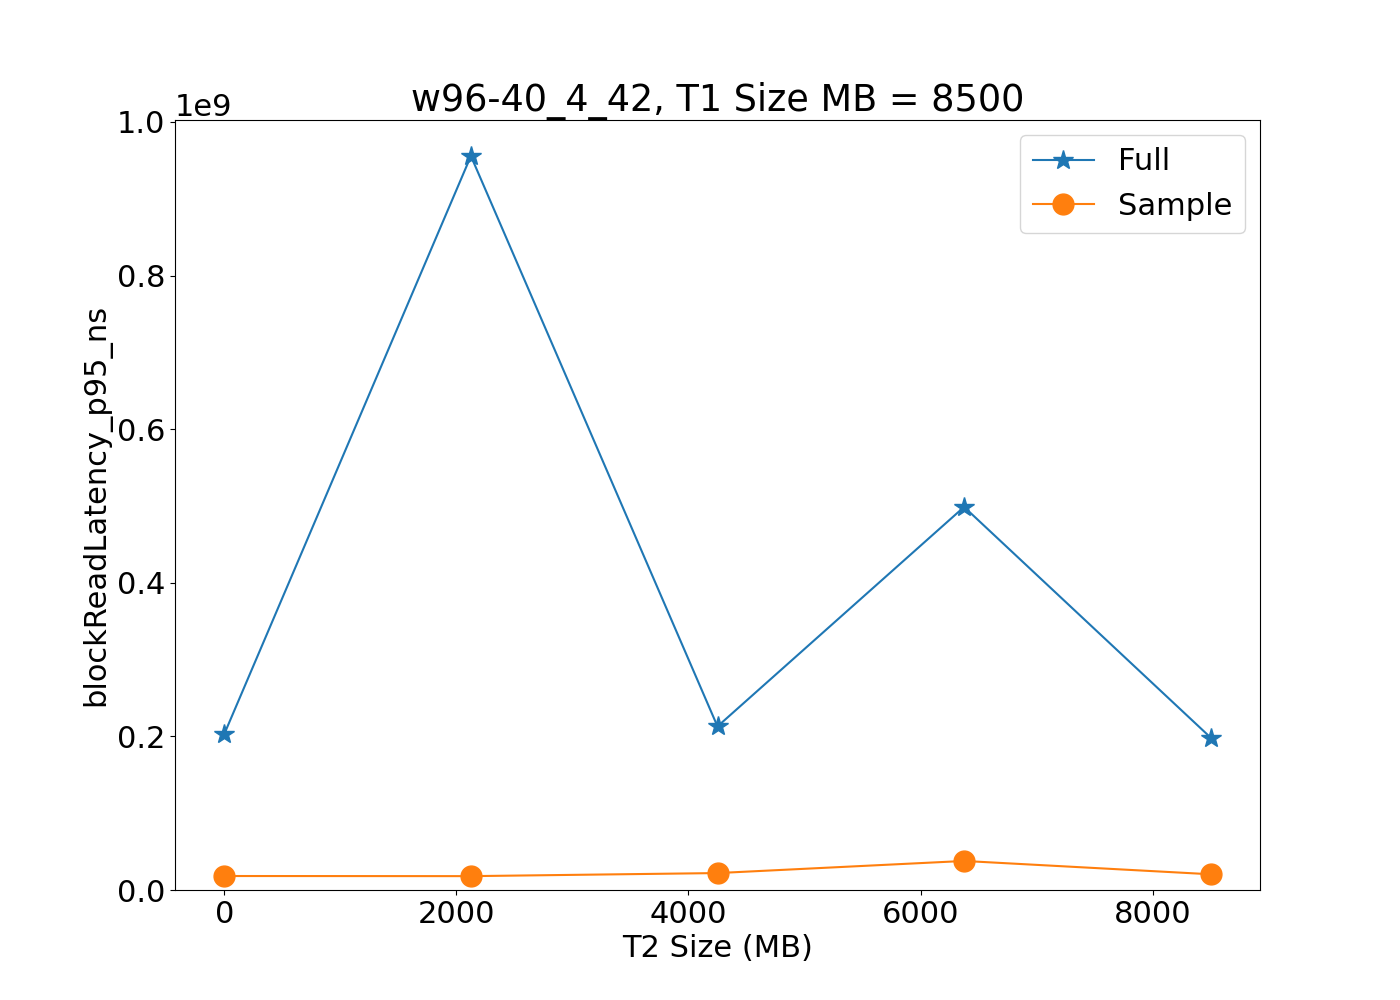 w96-40_4_42, T1 Size MB = 8500
1e9
1.0
0.8
0.6
0.4
0.2
0.0
blockReadLatency_p95_ns
Full
Sample
0 2000 4000 6000 8000
T2 Size (MB)